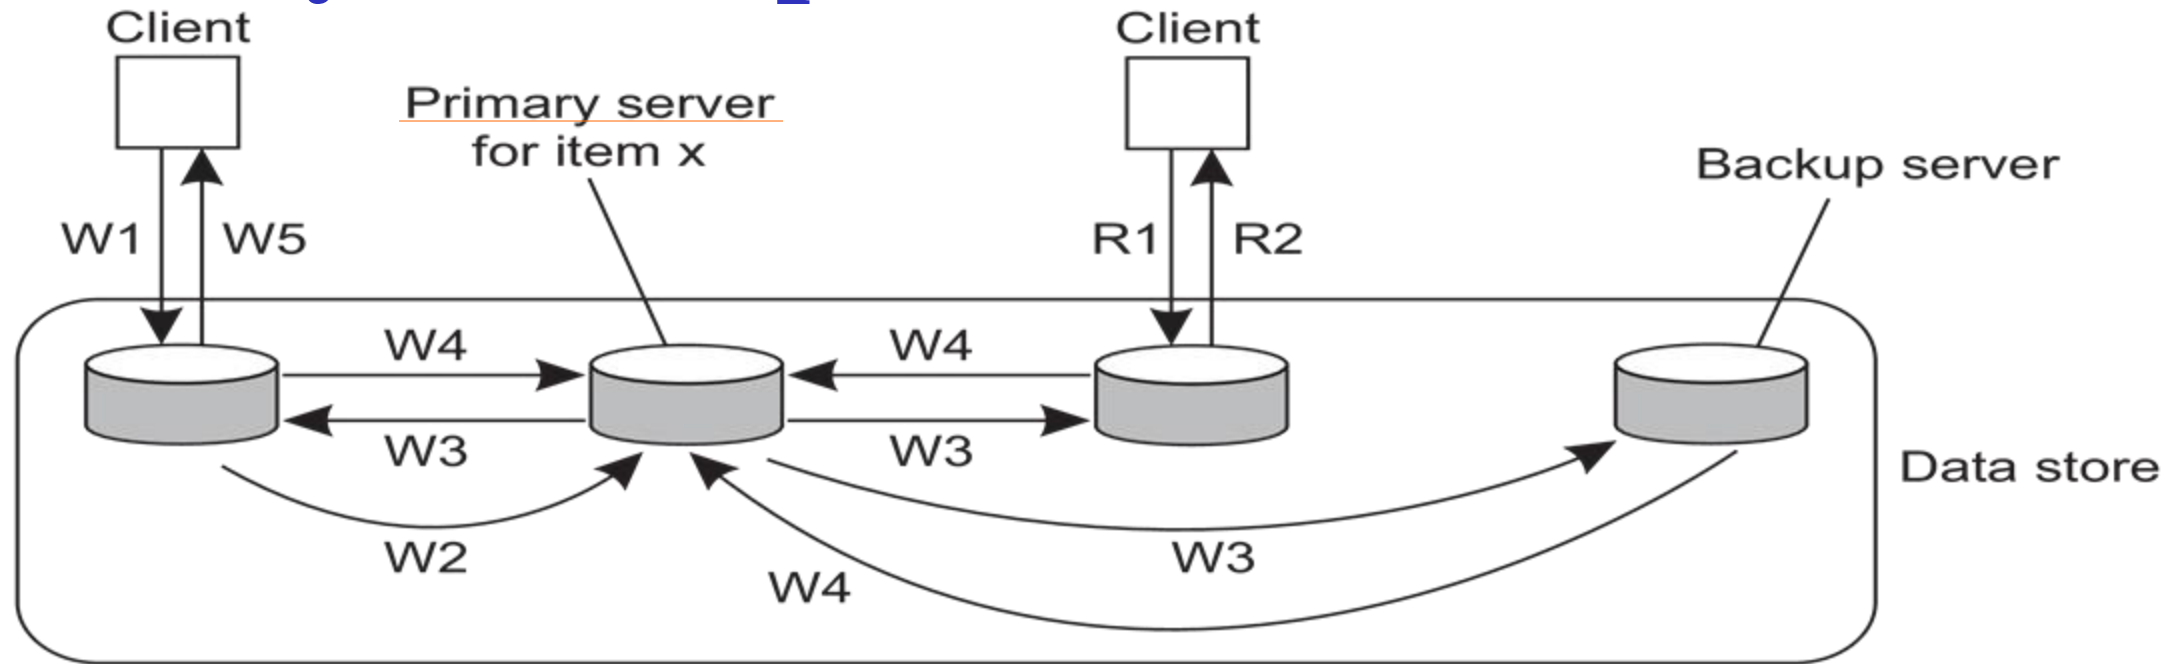 Client
Client
Primary server
for item x
Backup server
W1
W5
R1
R2
W4
W4
W3
W3
Data store
W2
W3
W4